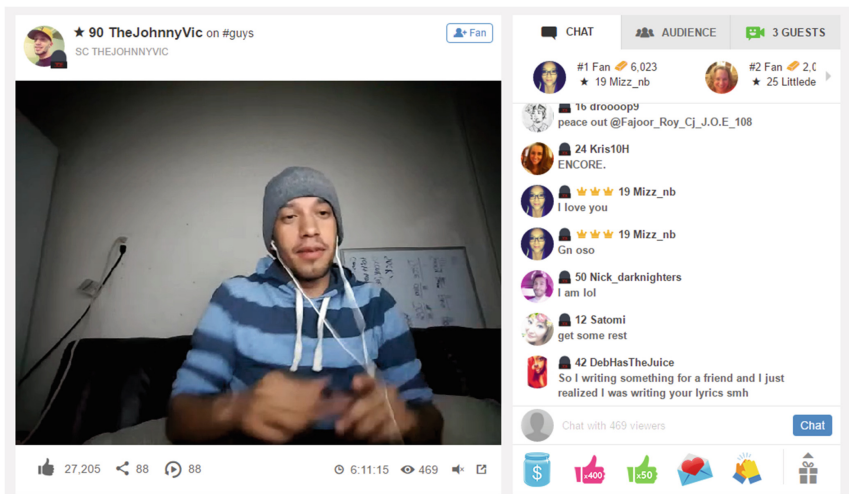 ★ 90 TheJohnnyVic on #guys
SC THEJOHNNYVIC
Fan
27,205
88
88
6:11:15
469
CHAT
AUDIENCE
3 GUESTS
#1 Fan 6,023
★ 19 Mizz_nb
#2 Fan 2,0
★ 25 Littlede
16 droooop9
peace out @Fajoor_Roy_Cj_J.O.E_108
24 Kris10H
ENCORE.
19 Mizz_nb
I love you
19 Mizz_nb
Gn oso
50 Nick_darknighters
I am lol
12 Satomi
get some rest
42 DebHasTheJuice
So I writing something for a friend and I just
realized I was writing your lyrics smh
Chat with 469 viewers
Chat
$
x400
x50